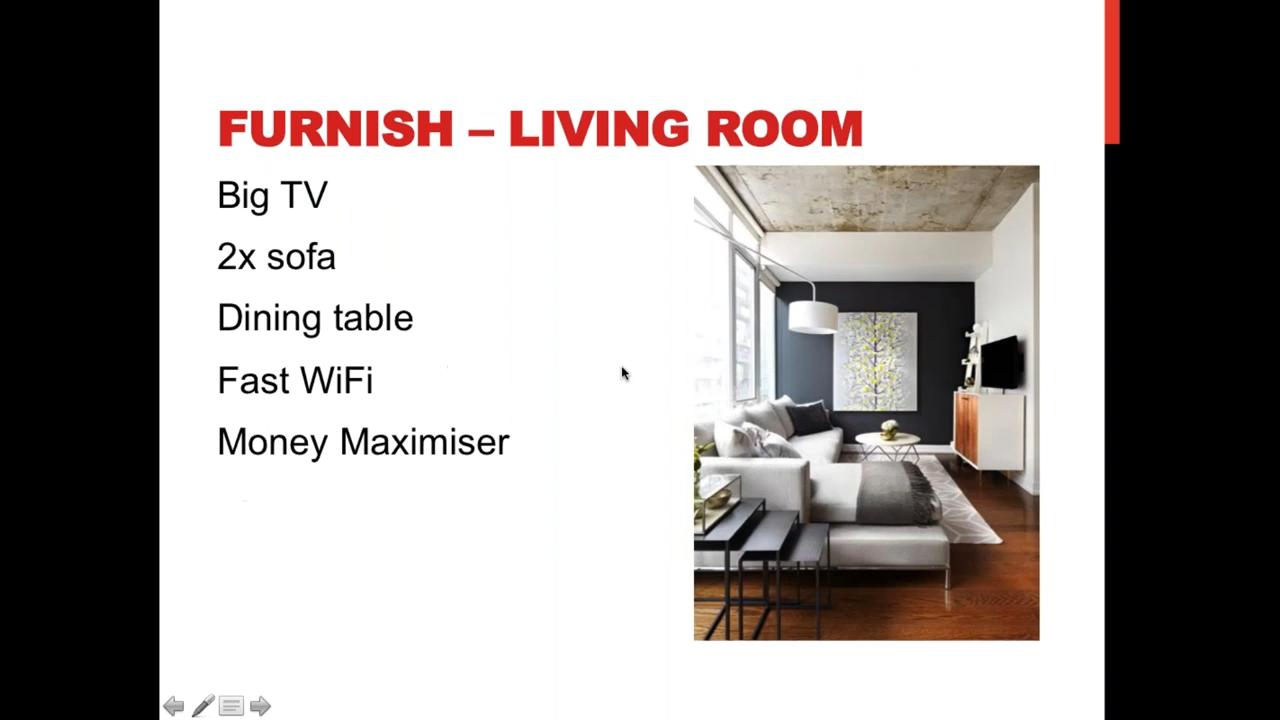 FURNISH – LIVING ROOM
Big TV
2x sofa
Dining table
Fast WiFi
Money Maximiser